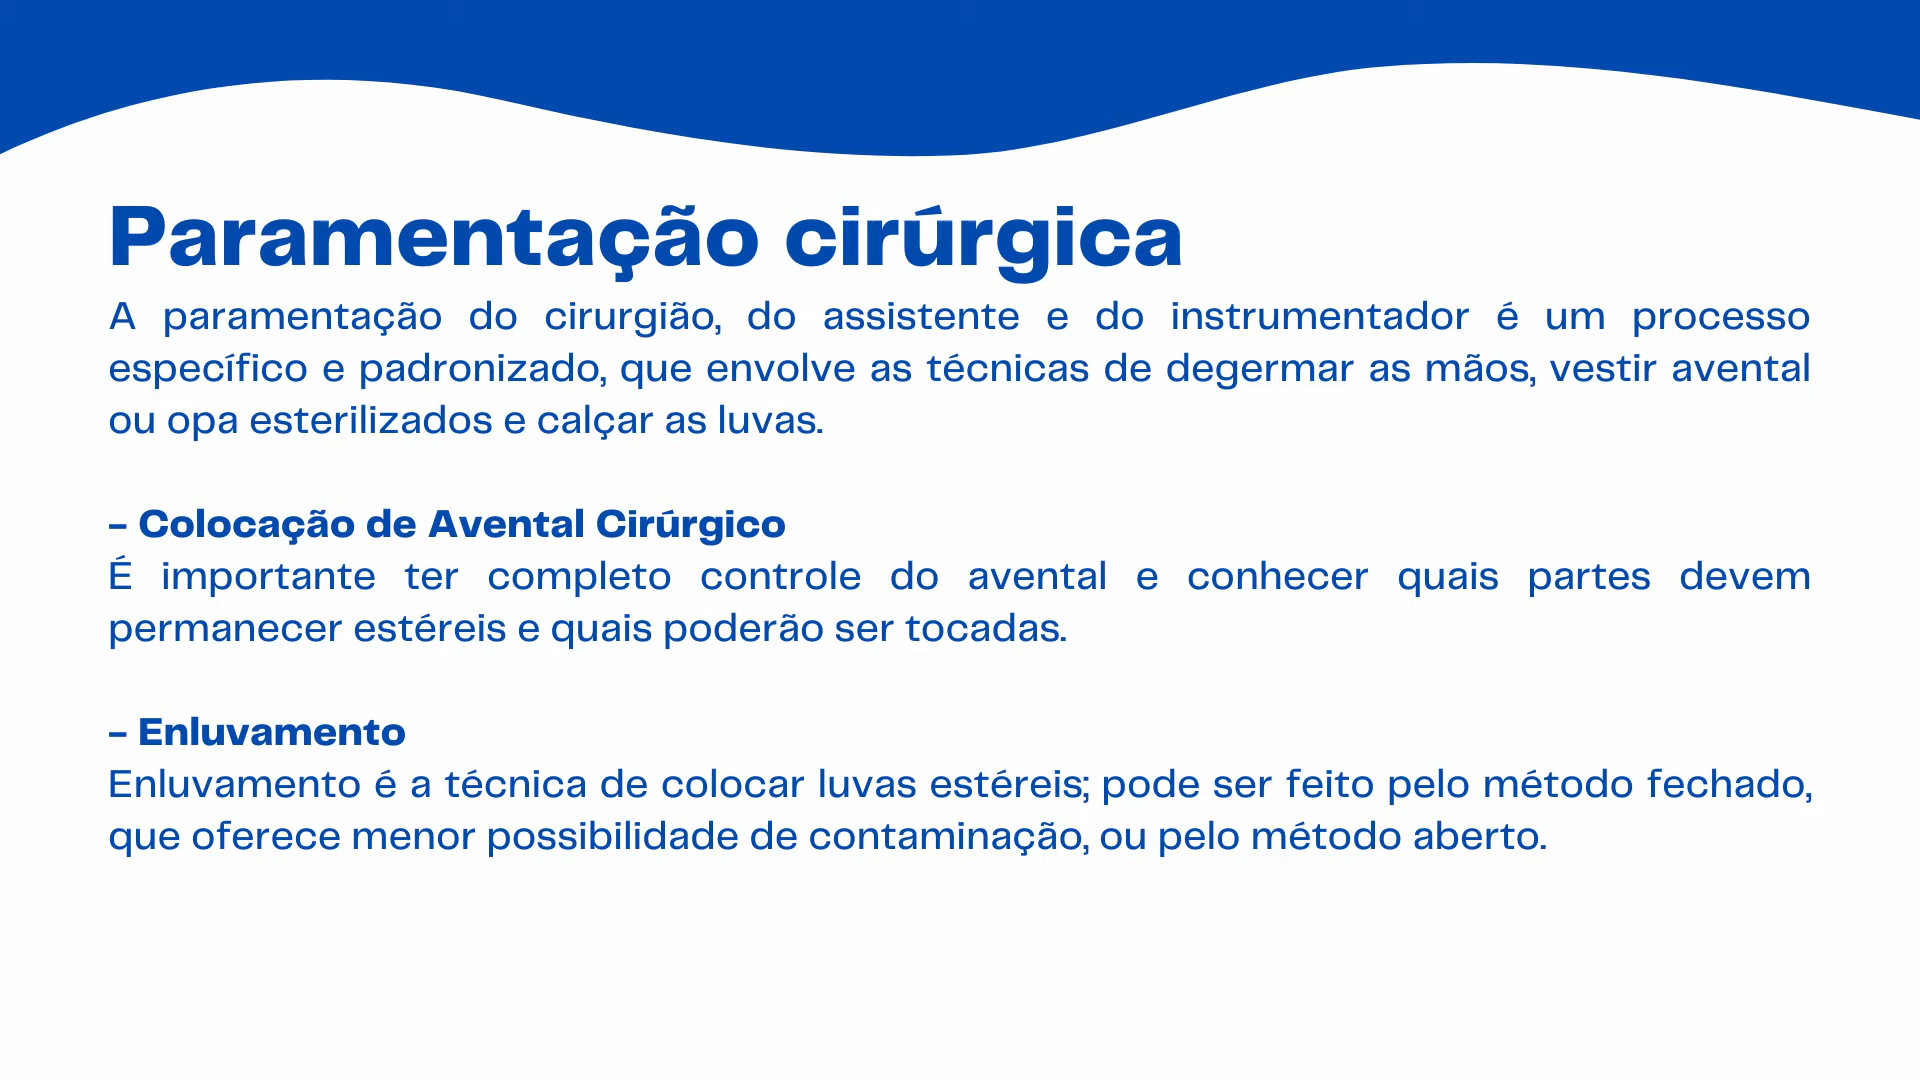 Paramentação cirúrgica
A paramentação do cirurgião, do assistente e do instrumentador é um processo
específico e padronizado, que envolve as técnicas de degermar as mãos, vestir avental
ou opa esterilizados e calçar as luvas.
– Colocação de Avental Cirúrgico
É importante ter completo controle do avental e conhecer quais partes devem
permanecer estéreis e quais poderão ser tocadas.
– Enluvamento
Enluvamento é a técnica de colocar luvas estéreis; pode ser feito pelo método fechado,
que oferece menor possibilidade de contaminação, ou pelo método aberto.